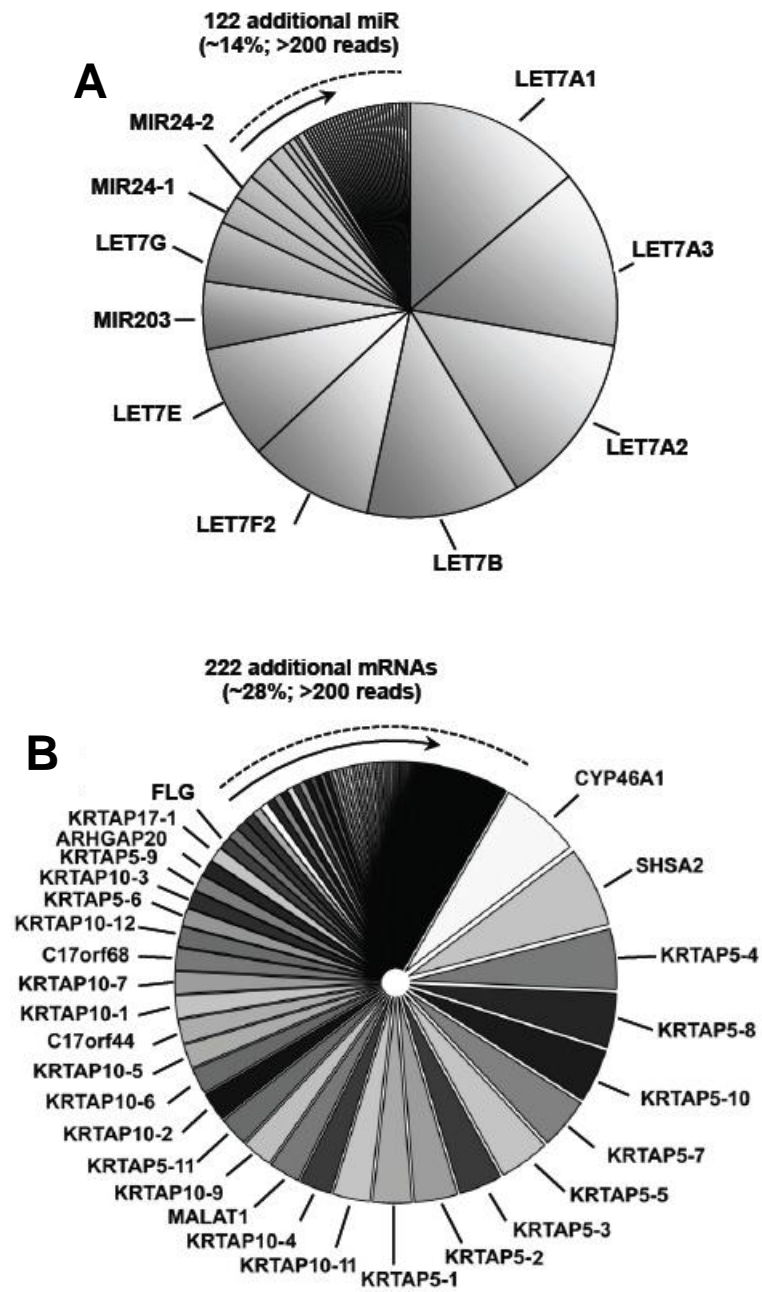 122 additional miR
(~14%; >200 reads)
A
LET7A1
MIR24-2
MIR24-1
LET7G
LET7A3
MIR203
LET7E
LET7A2
LET7F2
LET7B
222 additional mRNAs
(~28%; >200 reads)
B
CYP46A1
FLG
KRTAP17-1
ARHGAP20
KRTAP5-9
SHSA2
KRTAP10-3
KRTAP5-6
KRTAP10-12
C17orf68
KRTAP5-4
KRTAP10-7
KRTAP10-1
KRTAP5-8
C17orf44
KRTAP10-5
KRTAP10-6
KRTAP5-10
KRTAP10-2
KRTAP5-7
KRTAP5-11
KRTAP10-9
KRTAP5-5
MALAT1
KRTAP5-3
KRTAP10-4
KRTAP5-2
KRTAP10-11
KRTAP5-1